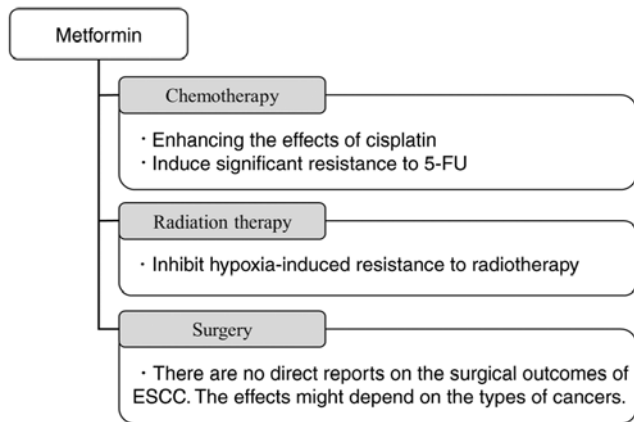 Metformin
Chemotherapy
・Enhancing the effects of cisplatin
・Induce significant resistance to 5-FU
Radiation therapy
・Inhibit hypoxia-induced resistance to radiotherapy
Surgery
・There are no direct reports on the surgical outcomes of
ESCC. The effects might depend on the types of cancers.